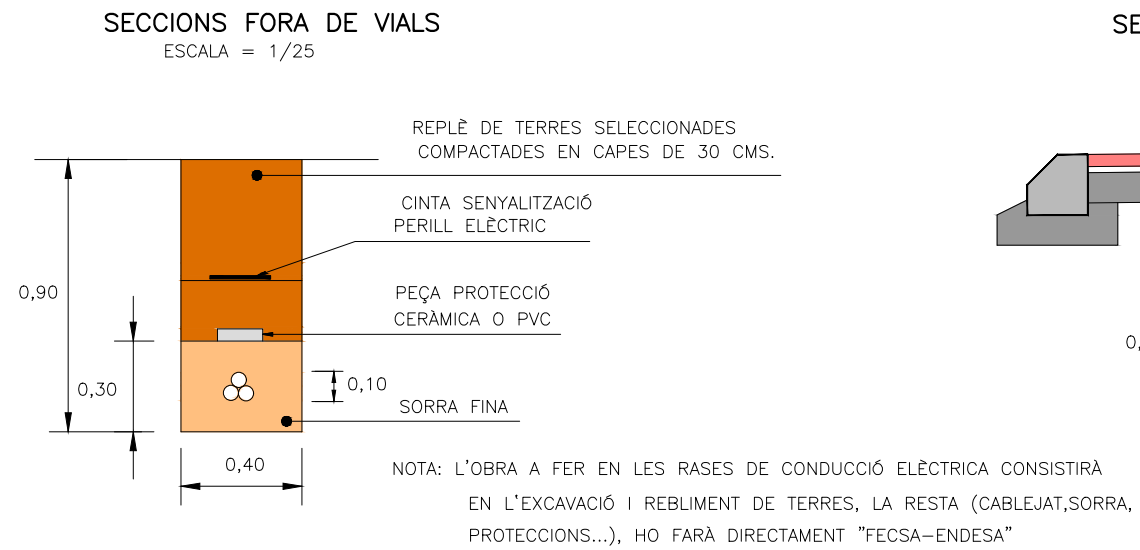 SECCIONS FORA DE VIALS
ESCALA = 1/25
SE
REPLÈ DE TERRES SELECCIONADES
COMPACTADES EN CAPES DE 30 CMS.
CINTA SENYALITZACIÓ
PERILL ELÈCTRIC
0,90
PEÇA PROTECCIÓ
CERÀMICA O PVC
0,
0,30
0,10
SORRA FINA
0,40
NOTA: L'OBRA A FER EN LES RASES DE CONDUCCIÓ ELÈCTRICA CONSISTIRÀ
EN L'EXCAVACIÓ I REBLIMENT DE TERRES, LA RESTA (CABLEJAT,SORRA,
PROTECCIONS...), HO FARÀ DIRECTAMENT "FECSA-ENDESA"